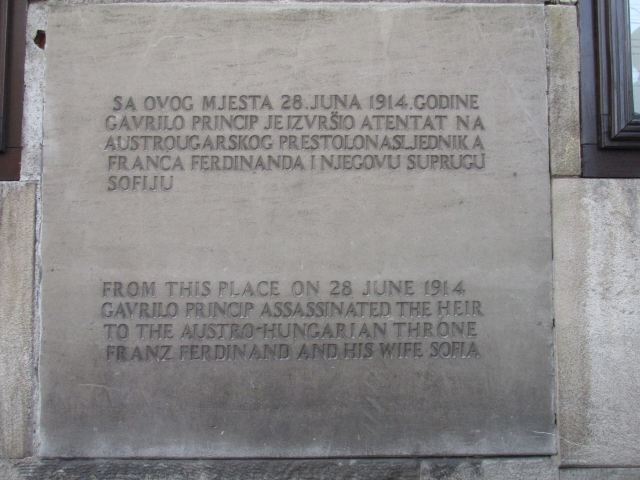 SA OVOG MJESTA 28. JUNA 1914. GODINE
GAVRILO PRINCIP JE IZVRŠIO ATENTAT NA
AUSTROUGARSKOG PRESTOLONASLJEDNIKA
FRANCA FERDINANDA I NJEGOVU SUPRUGU
SOFIJU
FROM THIS PLACE ON 28 JUNE 1914
GAVRILO PRINCIP ASSASSINATED THE HEIR
TO THE AUSTRO-HUNGARIAN THRONE
FRANZ FERDINAND AND HIS WIFE SOFIA